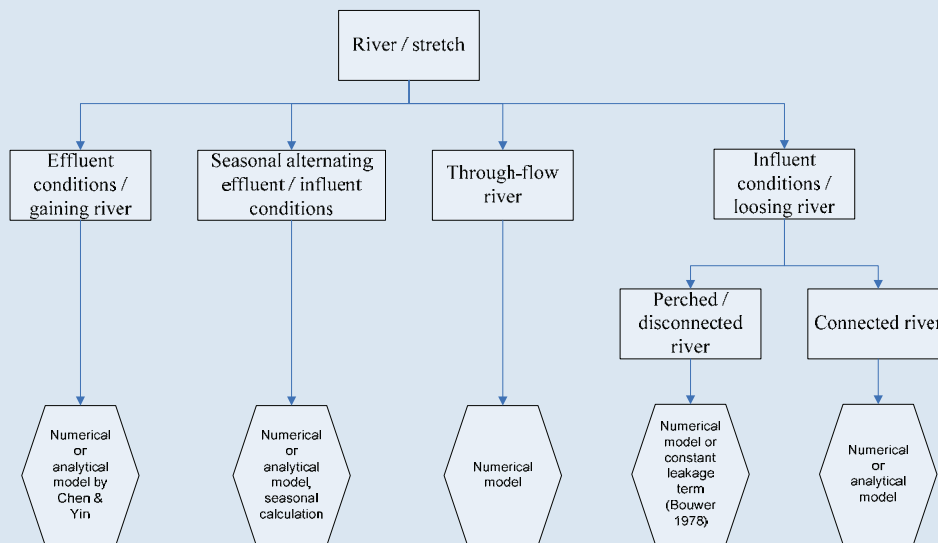 River / stretch
Effluent
conditions /
gaining river
Seasonal alternating
effluent / influent
conditions
Through-flow
river
Influent
conditions /
loosing river
Perched /
disconnected
river
Connected river
Numerical
or
analytical
model by
Chen &
Yin
Numerical
or
analytical
model,
seasonal
calculation
Numerical
model
Numerical
model or
constant
leakage
term
(Bouwer
1978)
Numerical
or
analytical
model